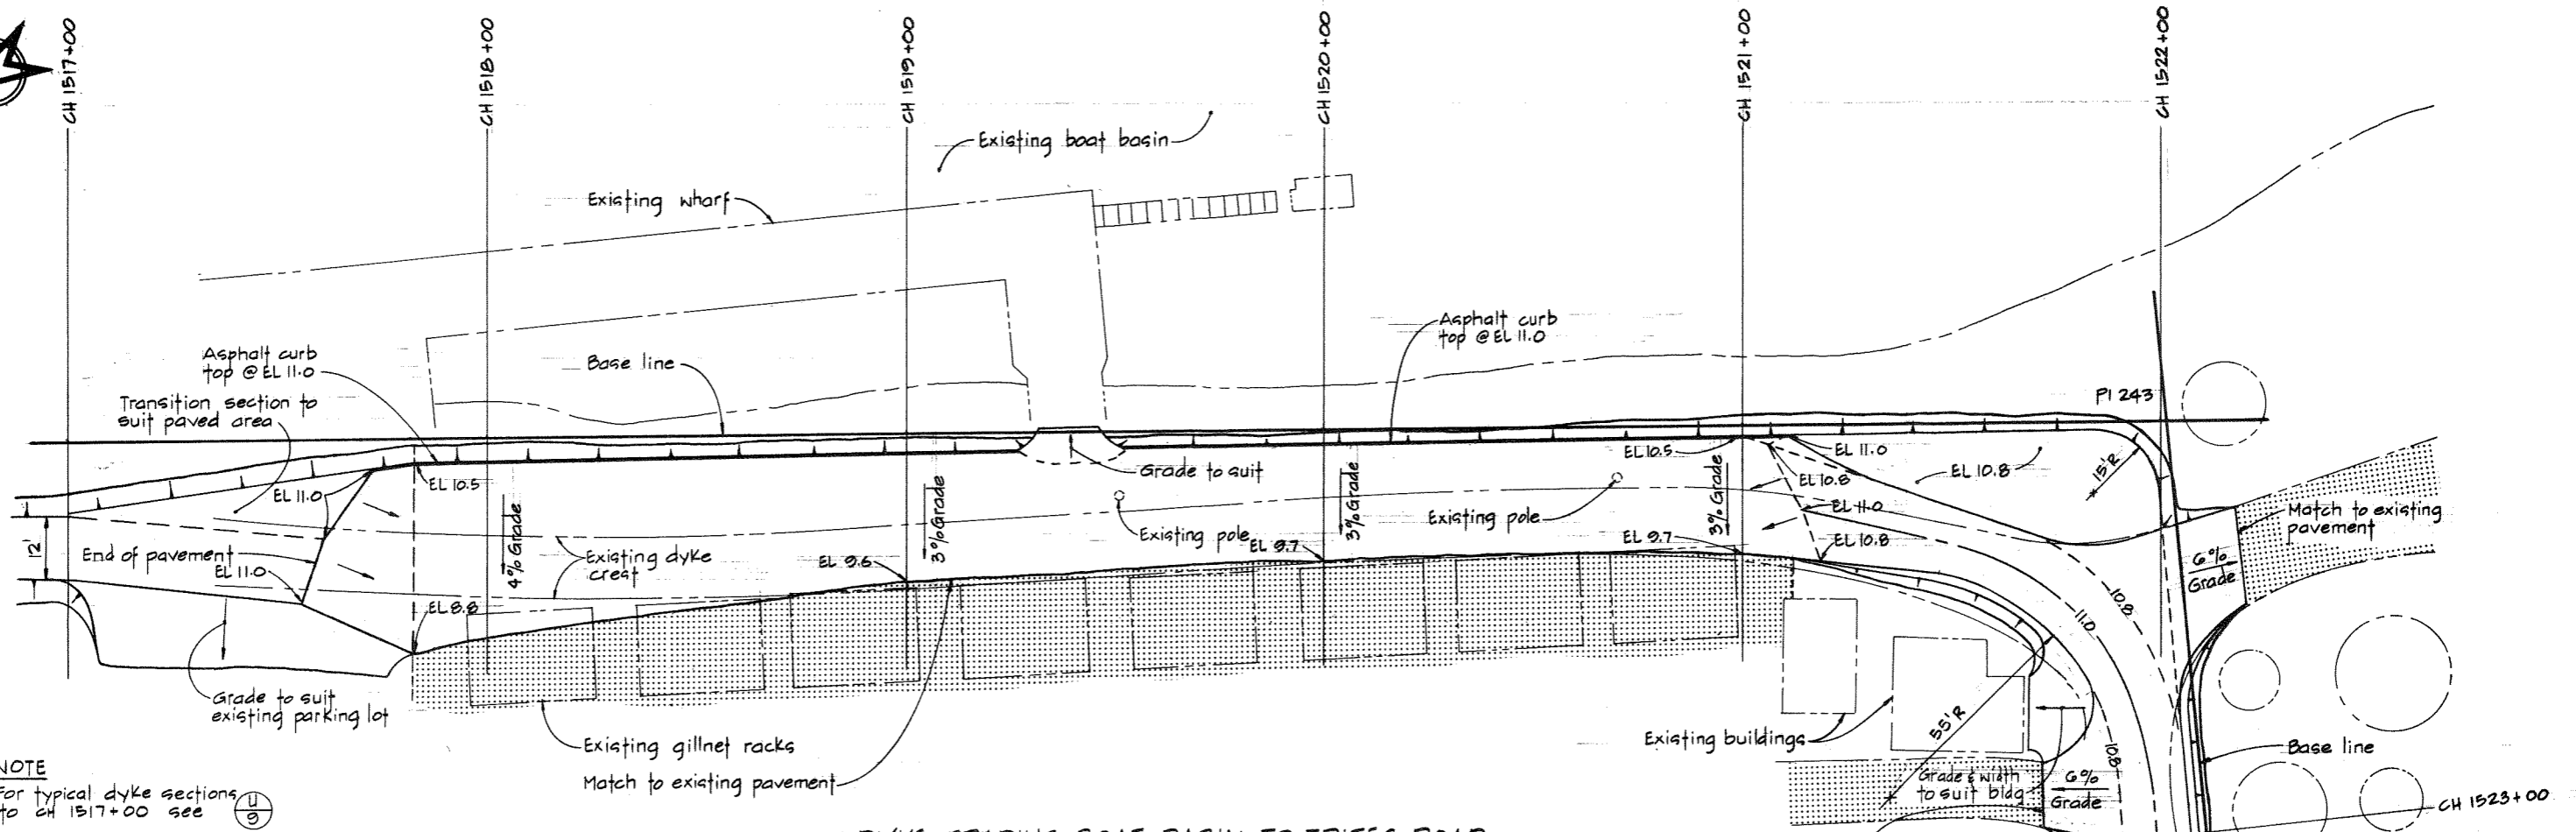 CH 1517+00
CH 1518+00
CH 1519+00
CH 1520+00
CH 1521+00
CH 1522+00
Existing boat basin
Existing wharf
Asphalt curb
top @ EL 11.0
Base line
Asphalt curb
top @ EL 11.0
Transition section to
suit paved area
PI 243
EL 11.0
EL 10.5
Grade to suit
EL 10.5
EL 11.0
EL 10.8
EL 10.8
15'R
12'
End of pavement
EL 11.0
4% Grade
3% Grade
3% Grade
3% Grade
Existing dyke
crest
Existing pole
Existing pole
EL 9.6
EL 9.7
EL 9.7
EL 11.0
EL 10.8
Match to existing
pavement
6%
Grade
EL 8.8
10.8
11.0
10.8
Grade to suit
existing parking lot
Existing gillnet racks
Match to existing pavement
Existing buildings
55'R
Base line
Grade & width
to suit bldg
6%
Grade
CH 1523+00
NOTE
For typical dyke sections
to CH 1517+00 see
U
9